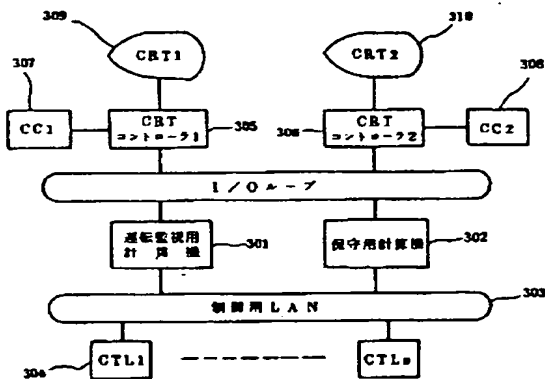 309
310
CRT1
CRT2
307
308
CC1
CRT
コントローラ1
305
306
CRT
コントローラ2
CC2
I/Oループ
運転監視用
計算機
301
保守用計算機
302
制御用LAN
303
304
CTL1
CTLn